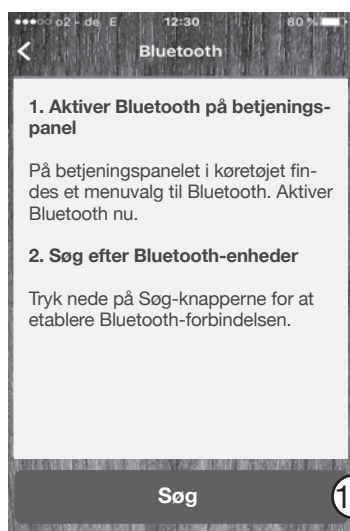 o2 - de E 12:30 80 %
Bluetooth
1. Aktiver Bluetooth på betjenings-
panel
På betjeningspanelet i køretøjet fin-
des et menuvalg til Bluetooth. Aktiver
Bluetooth nu.
2. Søg efter Bluetooth-enheder
Tryk nede på Søg-knapperne for at
etablere Bluetooth-forbindelsen.
Søg
1